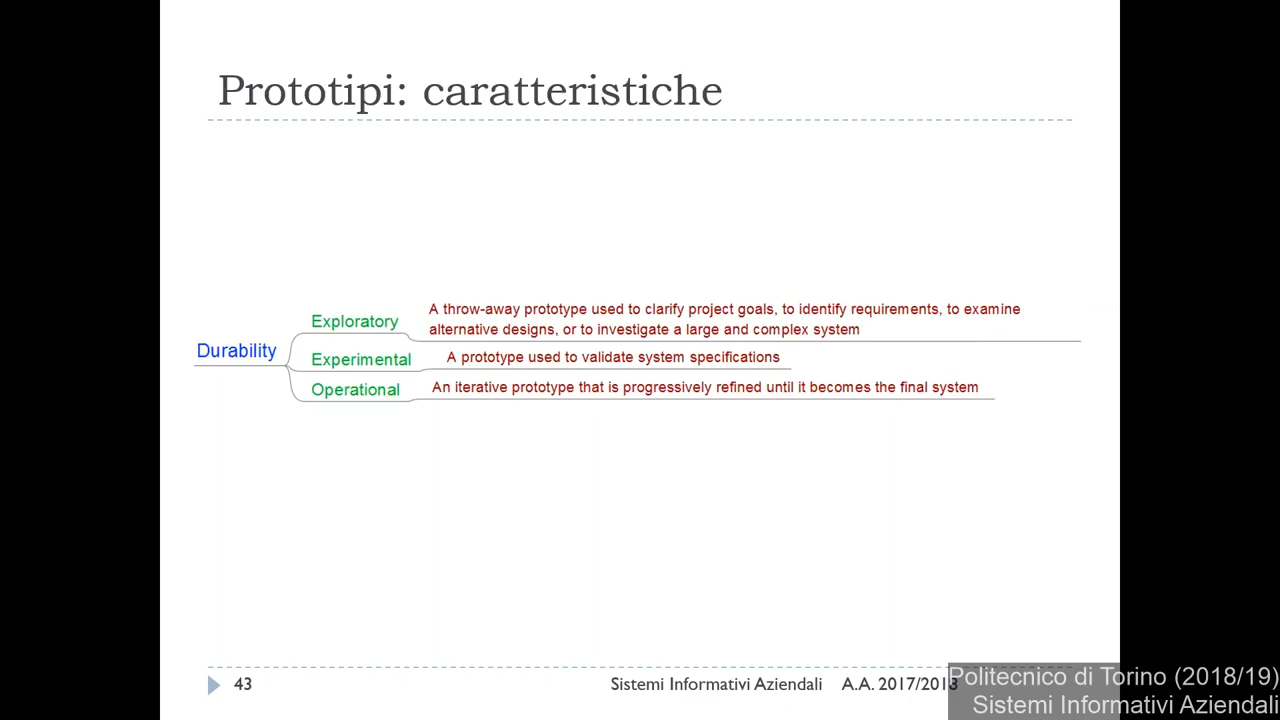 Prototipi: caratteristiche
Durability
Exploratory
A throw-away prototype used to clarify project goals, to identify requirements, to examine
alternative designs, or to investigate a large and complex system
Experimental
A prototype used to validate system specifications
Operational
An iterative prototype that is progressively refined until it becomes the final system
43
Sistemi Informativi Aziendali A.A. 2017/2018
Politecnico di Torino (2018/19)
Sistemi Informativi Aziendali